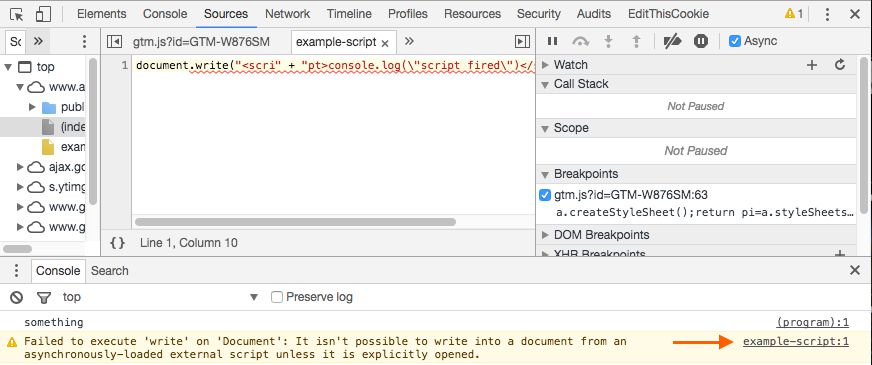 Elements Console Sources Network Timeline Profiles Resources Security Audits EditThisCookie 1
So » gtm.js?id=GTM-W876SM example-script × » Async
top
www.a
publ
(inde
exam
ajax.go
s.ytimg
www.g
www.g
1 document.write("<scri" + "pt>console.log(\"script fired\")</s
{} Line 1, Column 10
Watch
Call Stack
Not Paused
Scope
Not Paused
Breakpoints
gtm.js?id=GTM-W876SM:63
a.createStyleSheet();return pi=a.styleSheets…
DOM Breakpoints
XHR Breakpoints
Console Search
top Preserve log
something (program):1
Failed to execute 'write' on 'Document': It isn't possible to write into a document from an example-script:1
asynchronously-loaded external script unless it is explicitly opened.